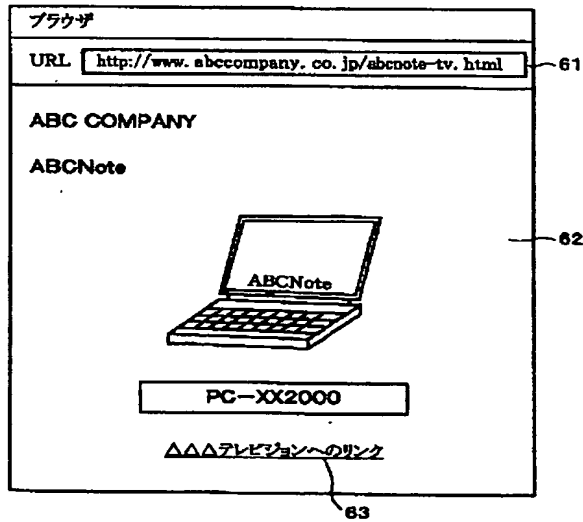 ブラウザ
URL http://www.abccompany.co.jp/abcnote-tv.html 61
ABC COMPANY
ABCNote
62
ABCNote
PC-XX2000
△△△テレビジョンへのリンク
63